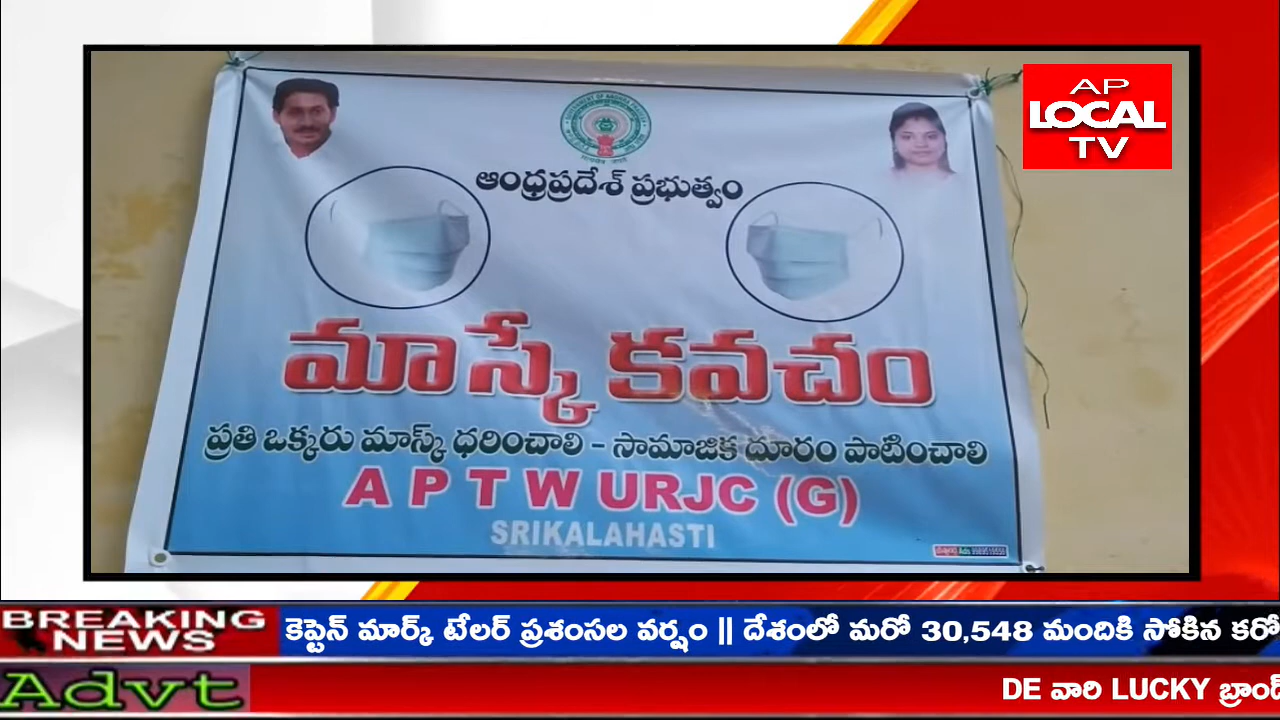 AP
LOCAL
TV
ఆంధ్రప్రదేశ్ ప్రభుత్వం
మాస్కే కవచం
ప్రతి ఒక్కరు మాస్క్ ధరించాలి - సామాజిక దూరం పాటించాలి
A P T W URJC (G)
SRIKALAHASTI
BREAKING
NEWS
కెప్టెన్ మార్క్ టేలర్ ప్రశంసల వర్షం || దేశంలో మరో 30,548 మందికి సోకిన కరో
Advt
DE వారి LUCKY బ్రాండ్